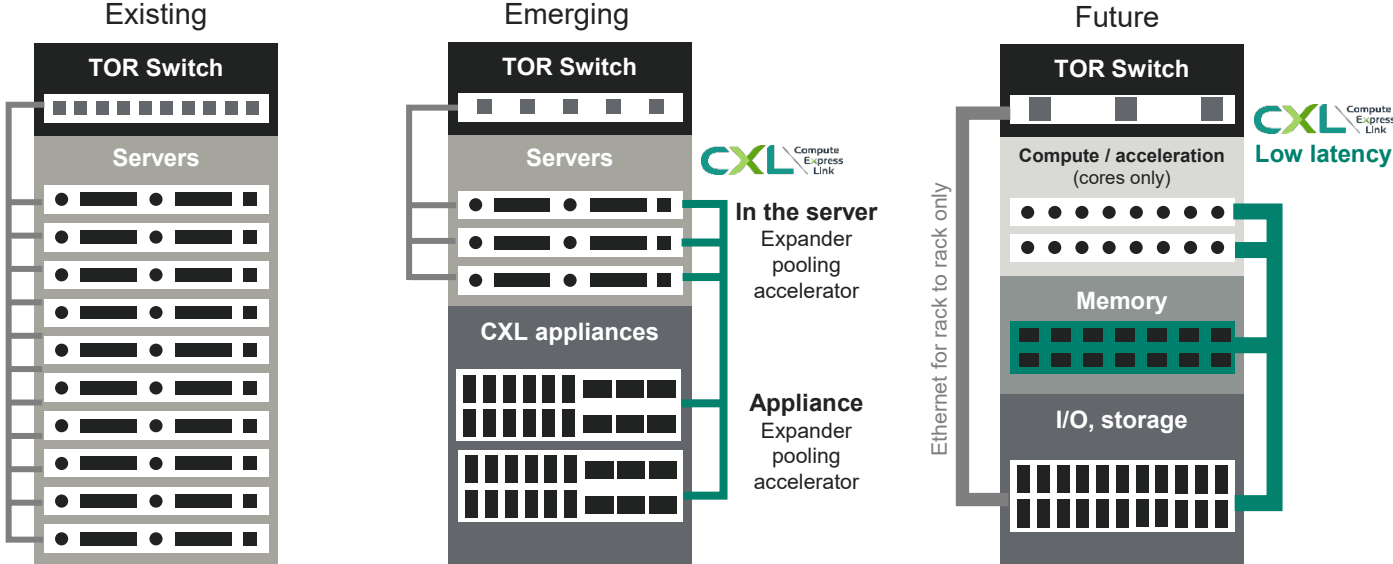 Existing
TOR Switch
Servers
Emerging
TOR Switch
Servers
CXL Compute
Express
Link
In the server
Expander
pooling
accelerator
CXL appliances
Appliance
Expander
pooling
accelerator
Future
TOR Switch
CXL Compute
Express
Link
Low latency
Compute / acceleration
(cores only)
Ethernet for rack to rack only
Memory
I/O, storage